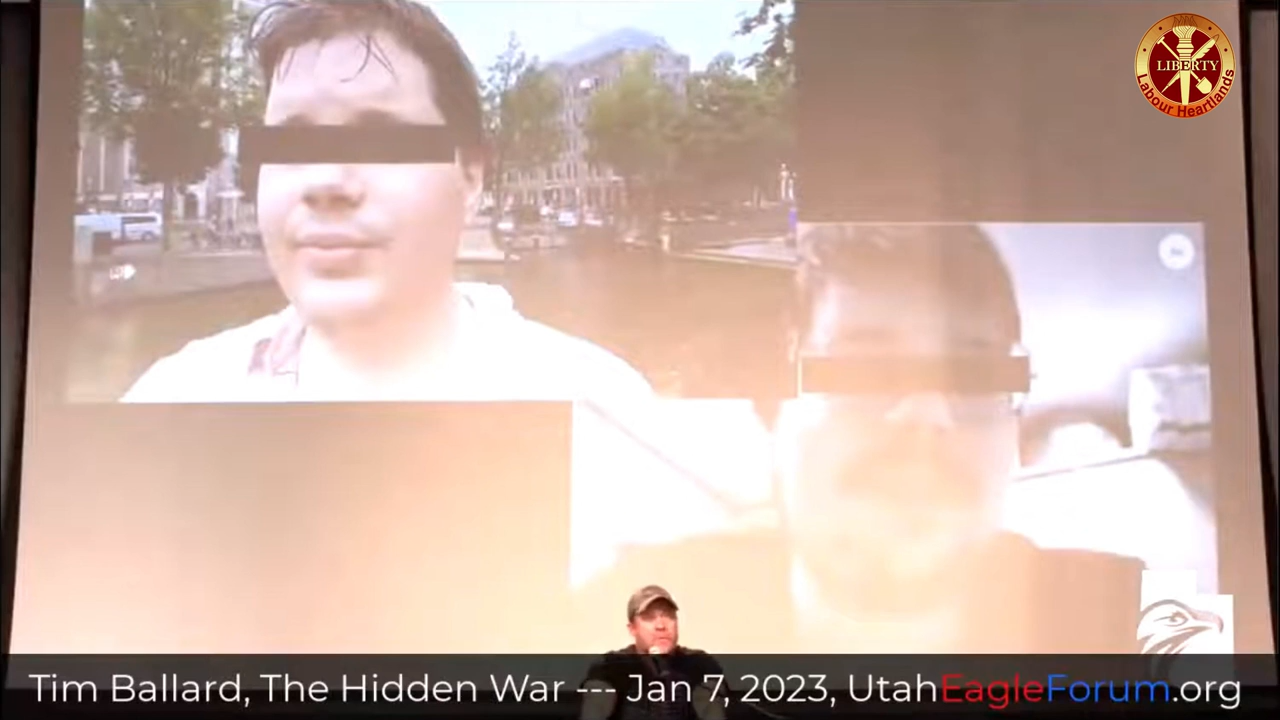 LIBERTY
Labour Heartlands
Tim Ballard, The Hidden War --- Jan 7, 2023, UtahEagleForum.org